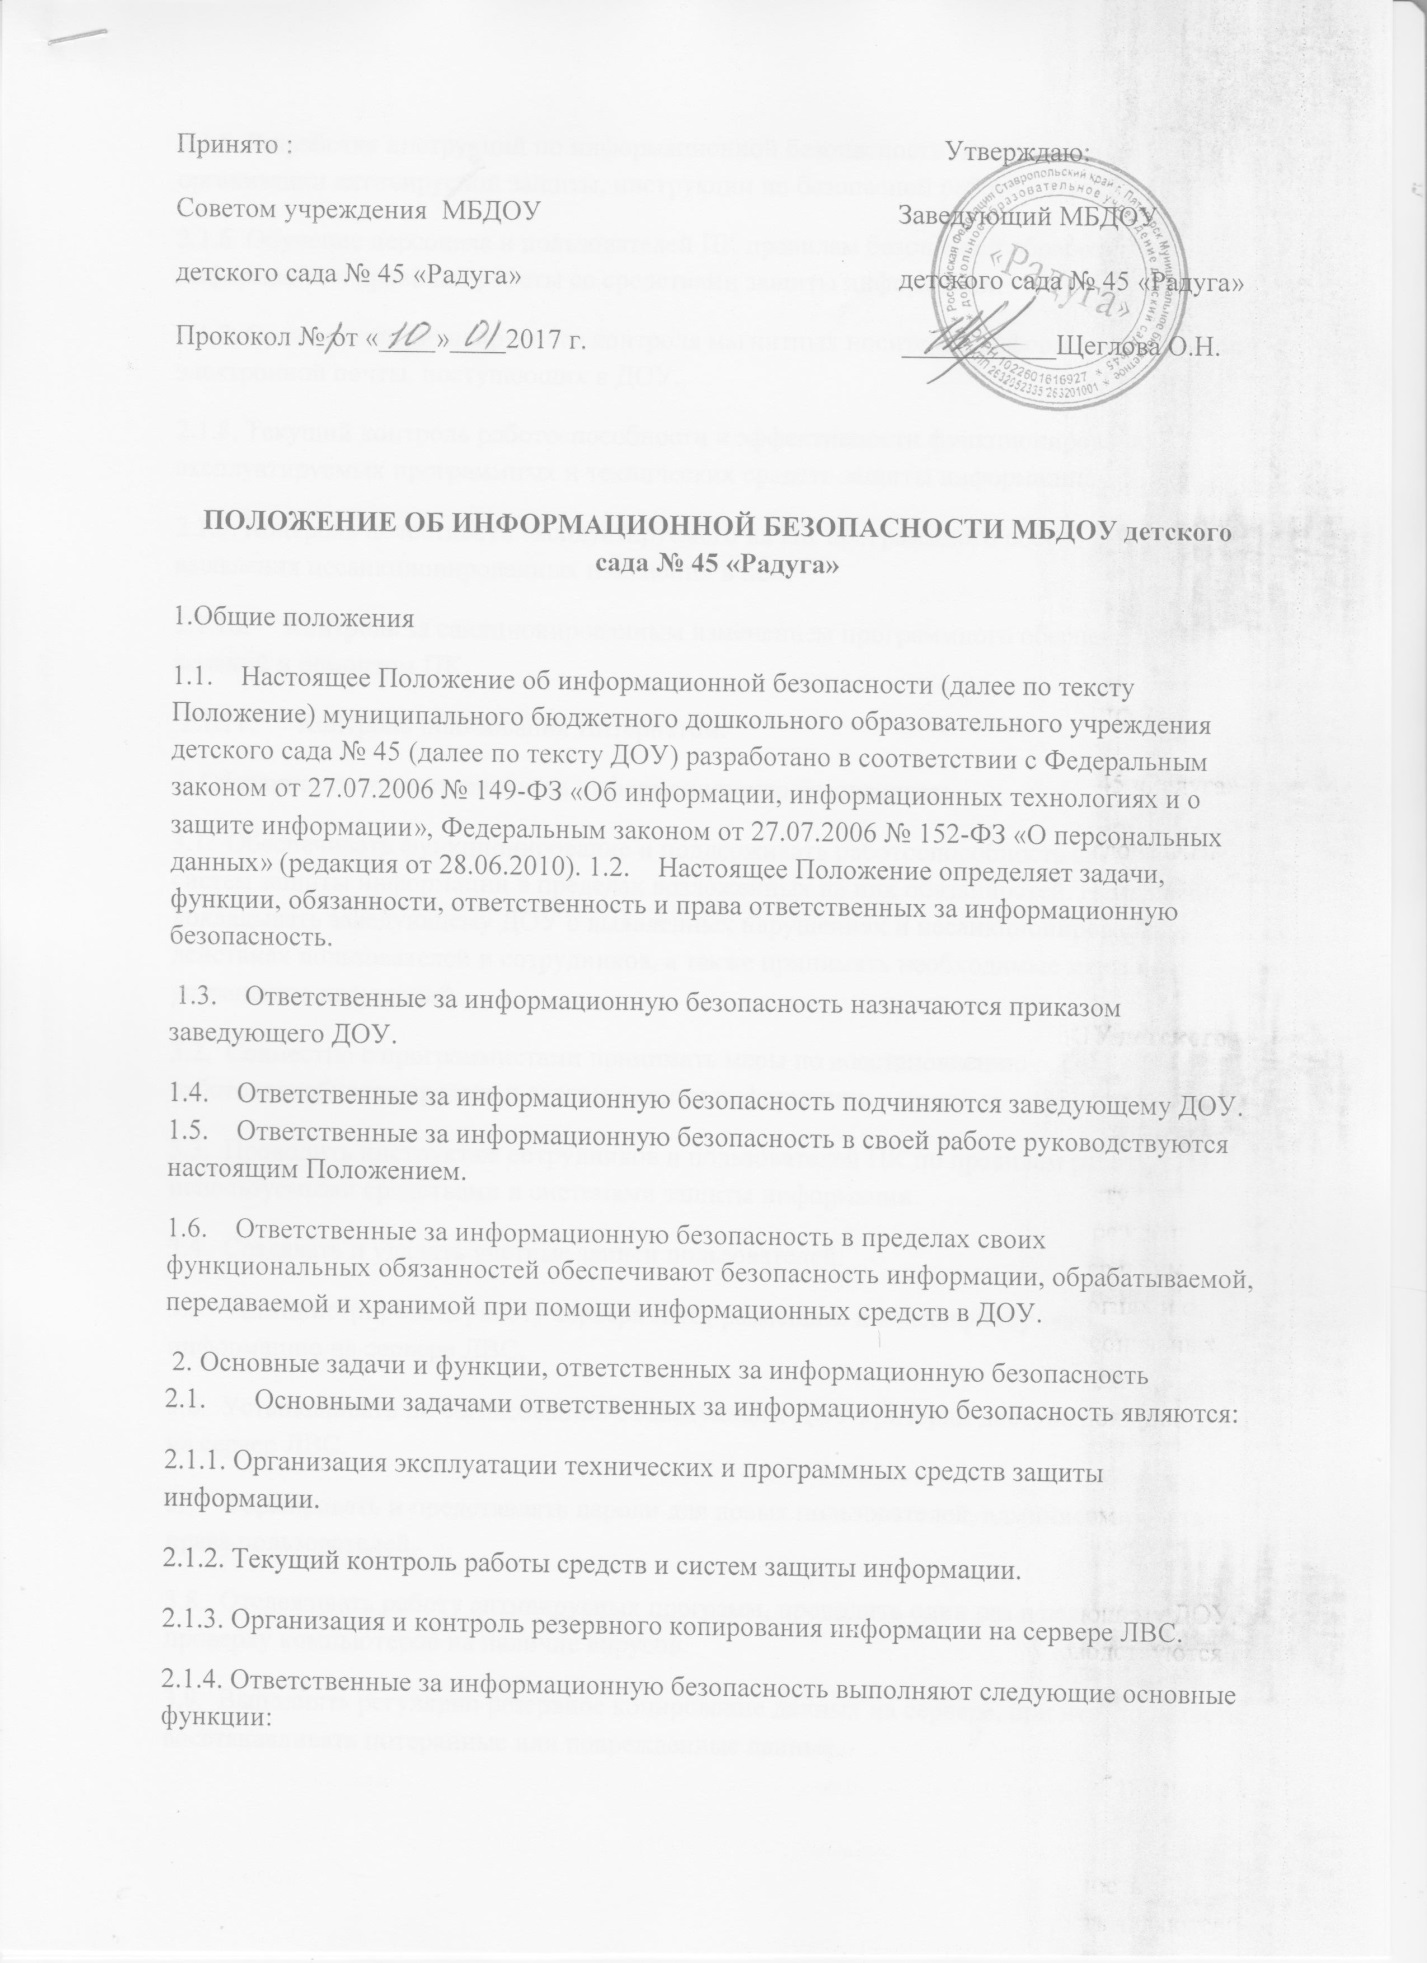 Принято :
Утверждаю:
Советом учреждения МБДОУ
Заведующий МБДОУ
детского сада № 45 «Радуга»
детского сада № 45 «Радуга»
Прококол № 1 от «10» 01 2017 г.
____________Щеглова О.Н.
«Радуга»
ПОЛОЖЕНИЕ ОБ ИНФОРМАЦИОННОЙ БЕЗОПАСНОСТИ МБДОУ детского
сада № 45 «Радуга»
1.Общие положения
1.1. Настоящее Положение об информационной безопасности (далее по тексту
Положение) муниципального бюджетного дошкольного образовательного учреждения
детского сада № 45 (далее по тексту ДОУ) разработано в соответствии с Федеральным
законом от 27.07.2006 № 149-ФЗ «Об информации, информационных технологиях и о
защите информации», Федеральным законом от 27.07.2006 № 152-ФЗ «О персональных
данных» (редакция от 28.06.2010). 1.2. Настоящее Положение определяет задачи,
функции, обязанности, ответственность и права ответственных за информационную
безопасность.
1.3. Ответственные за информационную безопасность назначаются приказом
заведующего ДОУ.
1.4. Ответственные за информационную безопасность подчиняются заведующему ДОУ.
1.5. Ответственные за информационную безопасность в своей работе руководствуются
настоящим Положением.
1.6. Ответственные за информационную безопасность в пределах своих
функциональных обязанностей обеспечивают безопасность информации, обрабатываемой,
передаваемой и хранимой при помощи информационных средств в ДОУ.
2. Основные задачи и функции, ответственных за информационную безопасность
2.1. Основными задачами ответственных за информационную безопасность являются:
2.1.1. Организация эксплуатации технических и программных средств защиты
информации.
2.1.2. Текущий контроль работы средств и систем защиты информации.
2.1.3. Организация и контроль резервного копирования информации на сервере ЛВС.
2.1.4. Ответственные за информационную безопасность выполняют следующие основные
функции: